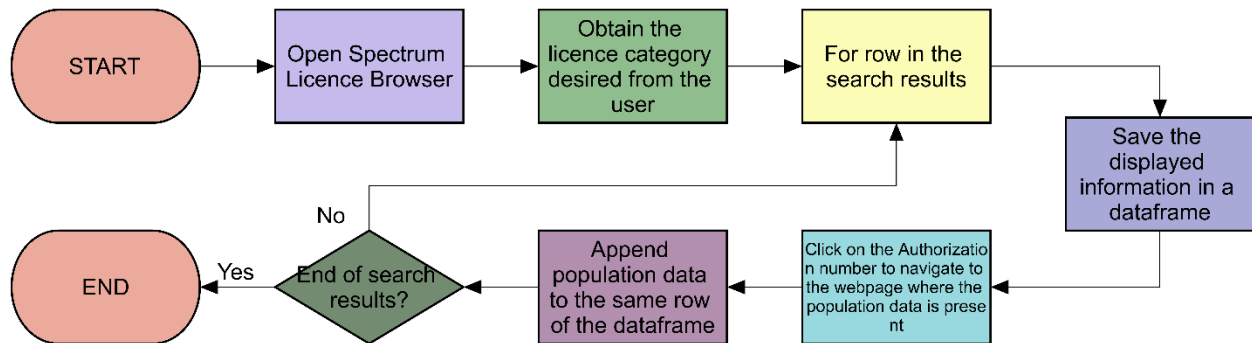 START
Open Spectrum
Licence Browser
Obtain the
licence category
desired from the
user
For row in the
search results
Save the
displayed
information in a
dataframe
Click on the Authorizatio
n number to navigate to
the webpage where the
population data is prese
nt
Append
population data
to the same row
of the dataframe
End of search
results?
No
Yes
END